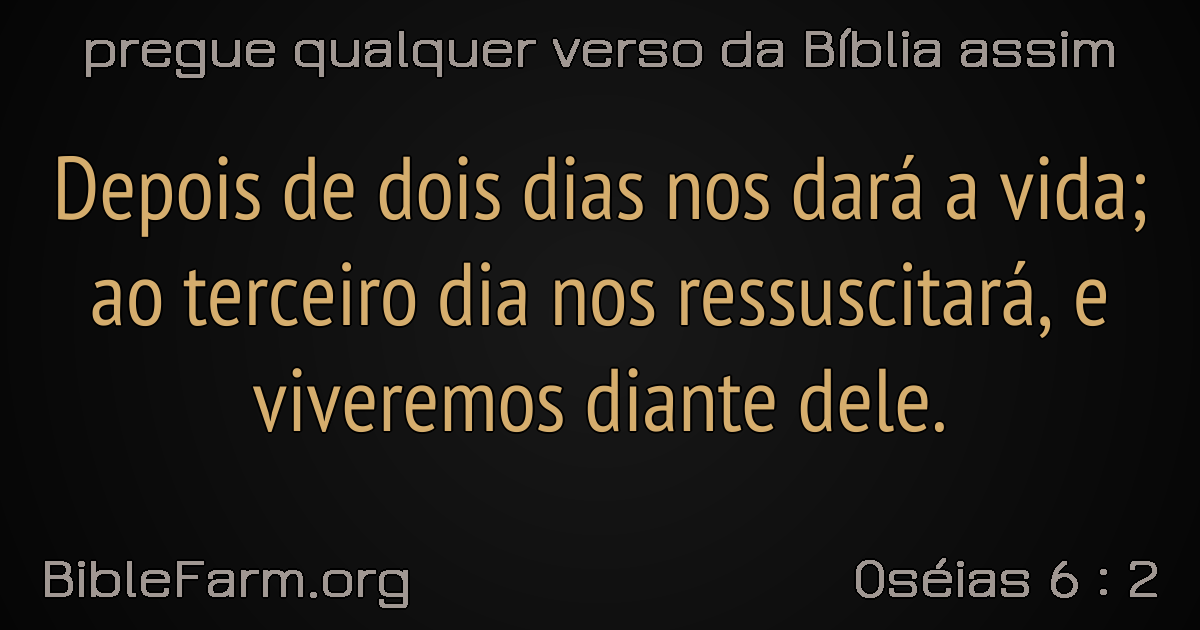 pregue qualquer verso da Bíblia assim
Depois de dois dias nos dará a vida;
ao terceiro dia nos ressuscitará, e
viveremos diante dele.
BibleFarm.org
Oséias 6 : 2